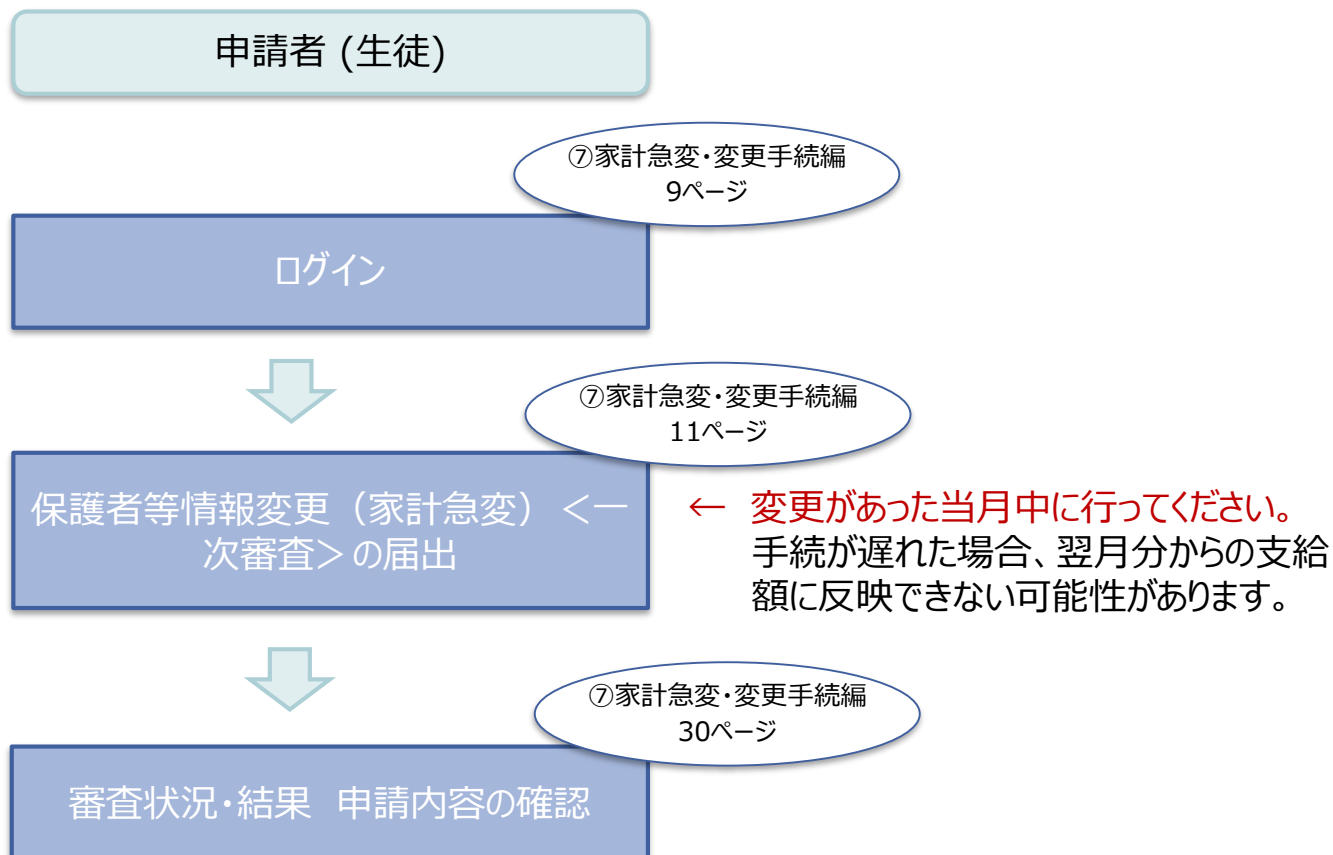 申請者 (生徒)
⑦家計急変・変更手続編
9ページ
ログイン
⑦家計急変・変更手続編
11ページ
保護者等情報変更（家計急変）＜一
次審査＞の届出
← 変更があった当月中に行ってください。
手続が遅れた場合、翌月分からの支給
額に反映できない可能性があります。
⑦家計急変・変更手続編
30ページ
審査状況・結果　申請内容の確認